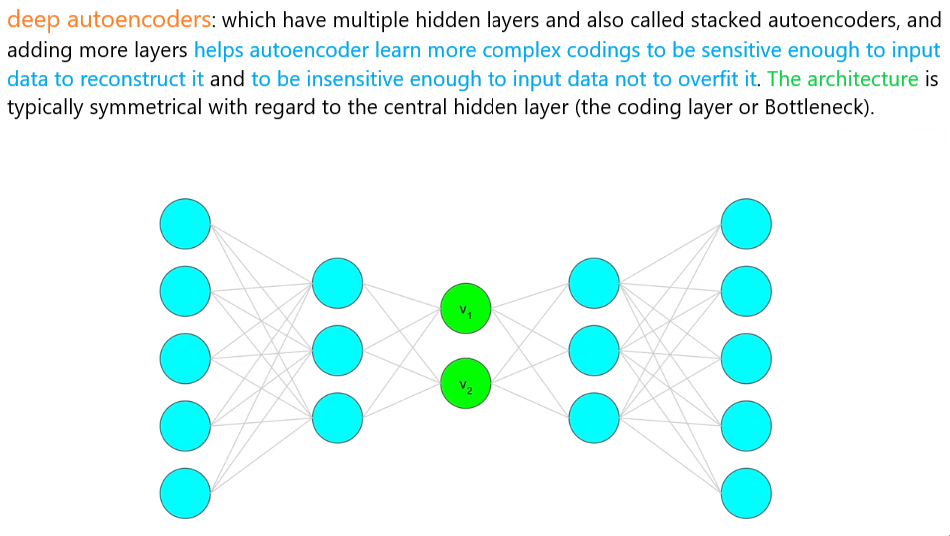 deep autoencoders: which have multiple hidden layers and also called stacked autoencoders, and
adding more layers helps autoencoder learn more complex codings to be sensitive enough to input
data to reconstruct it and to be insensitive enough to input data not to overfit it. The architecture is
typically symmetrical with regard to the central hidden layer (the coding layer or Bottleneck).
v1
v2